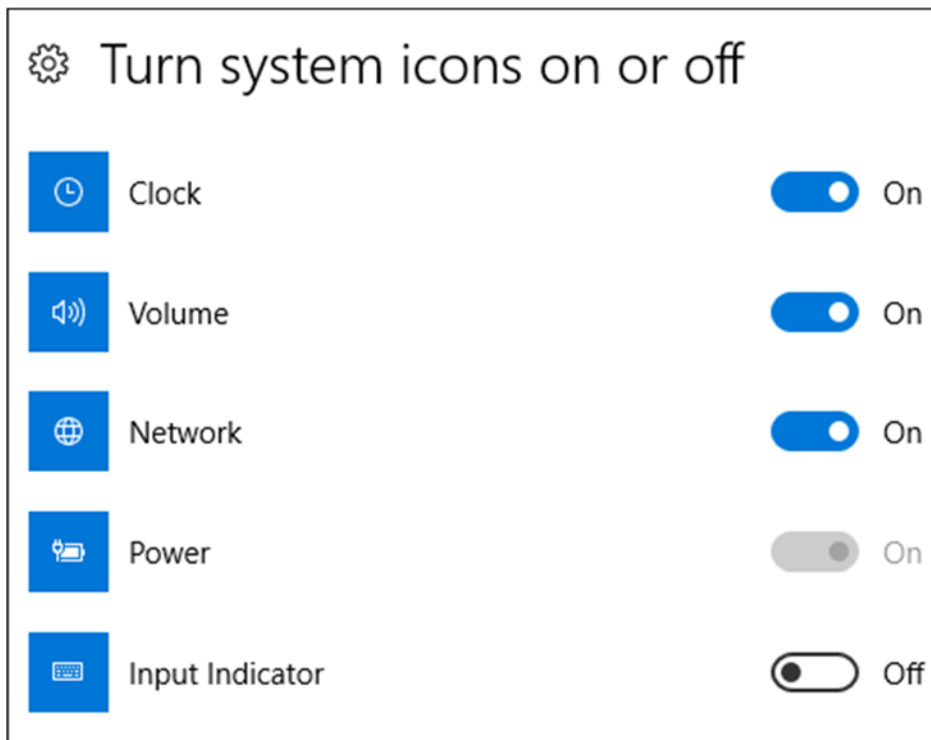 Turn system icons on or off
Clock On
Volume On
Network On
Power On
Input Indicator Off